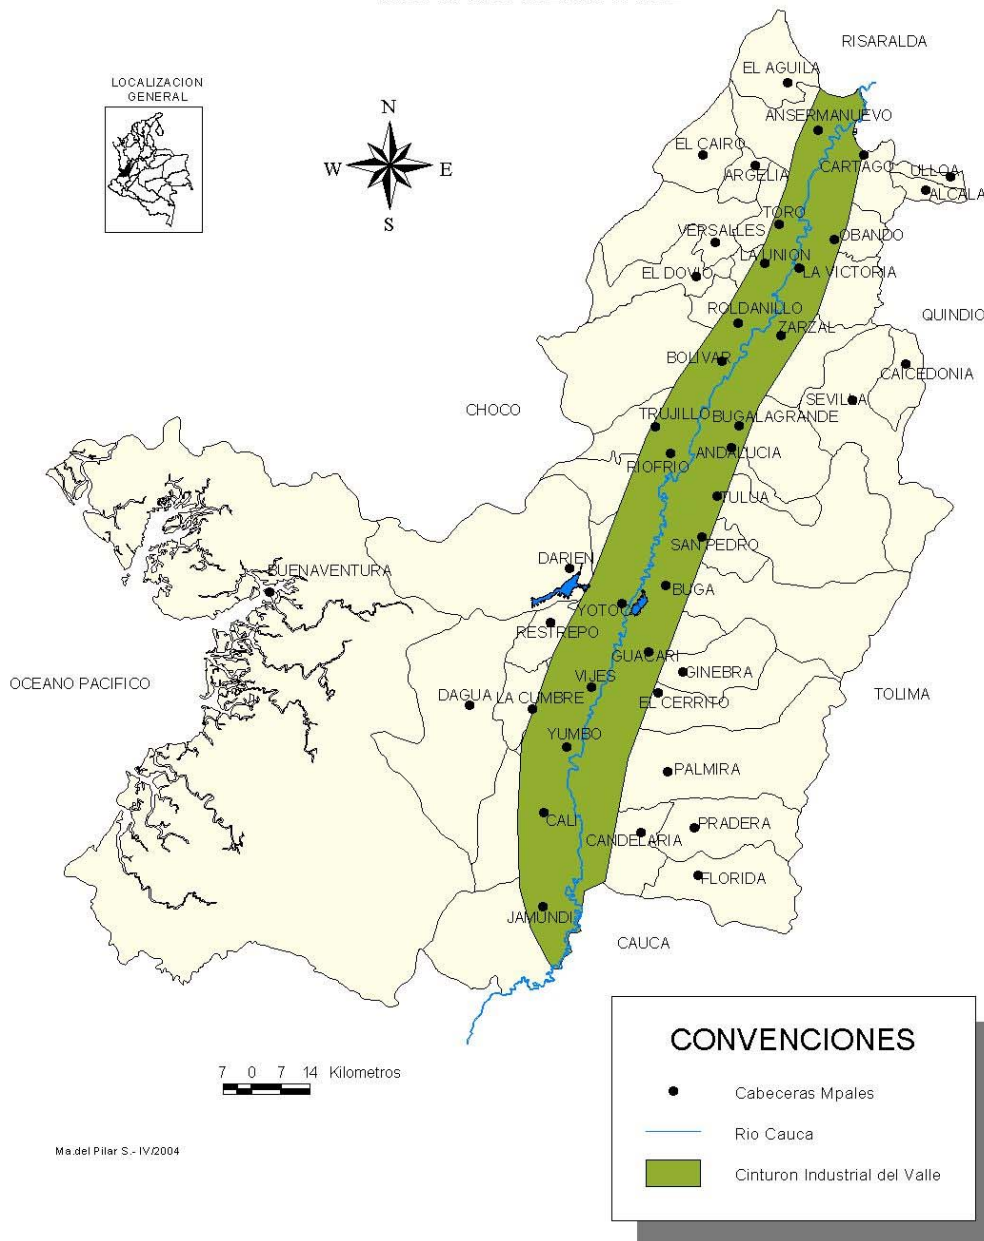 RISARALDA
EL AGUILA
LOCALIZACION
GENERAL
N
W
E
S
ANSERMANUEVO
EL CAIRO
CARTAGO
ARGELIA
ULLOA
ALCALA
TORO
VERSALLES
OBANDO
LA UNION
EL DOVIO
LA VICTORIA
ROLDANILLO
QUINDIO
ZARZAL
BOLIVAR
CAICEDONIA
SEVILLA
CHOCO
TRUJILLO
BUGALAGRANDE
ANDALUCIA
RIOFRIO
TULUA
SAN PEDRO
DARIEN
BUENAVENTURA
BUGA
YOTOCO
RESTREPO
GUACARI
GINEBRA
VIJES
OCEANO PACIFICO
DAGUA
LA CUMBRE
EL CERRITO
TOLIMA
YUMBO
PALMIRA
CALI
PRADERA
CANDELARIA
FLORIDA
JAMUNDI
CAUCA
CONVENCIONES
Cabeceras Mpales
Rio Cauca
Cinturon Industrial del Valle
7 0 7 14 Kilometros
Ma.del Pilar S.- IV/2004